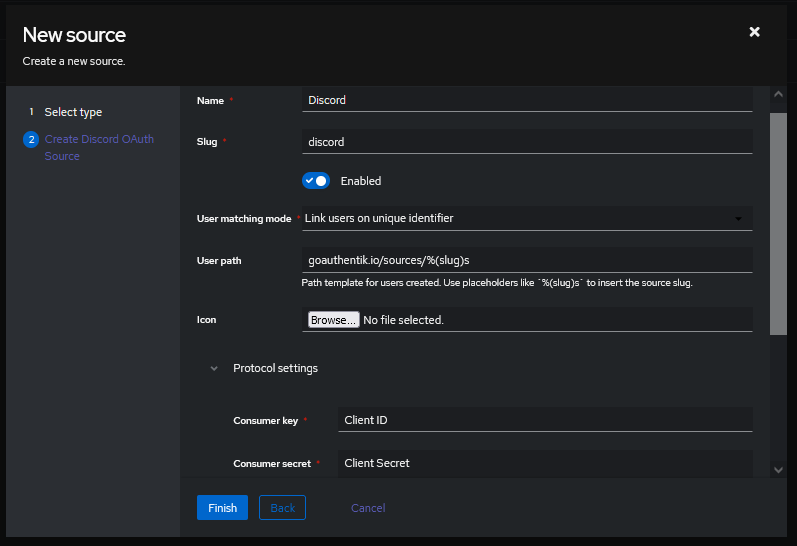 New source
Create a new source.
1 Select type
2 Create Discord OAuth
Source
Name * Discord
Slug * discord
Enabled
User matching mode * Link users on unique identifier
User path goauthentik.io/sources/%(slug)s
Path template for users created. Use placeholders like `%(slug)s` to insert the source slug.
Icon Browse... No file selected.
Protocol settings
Consumer key * Client ID
Consumer secret * Client Secret
Finish Back Cancel